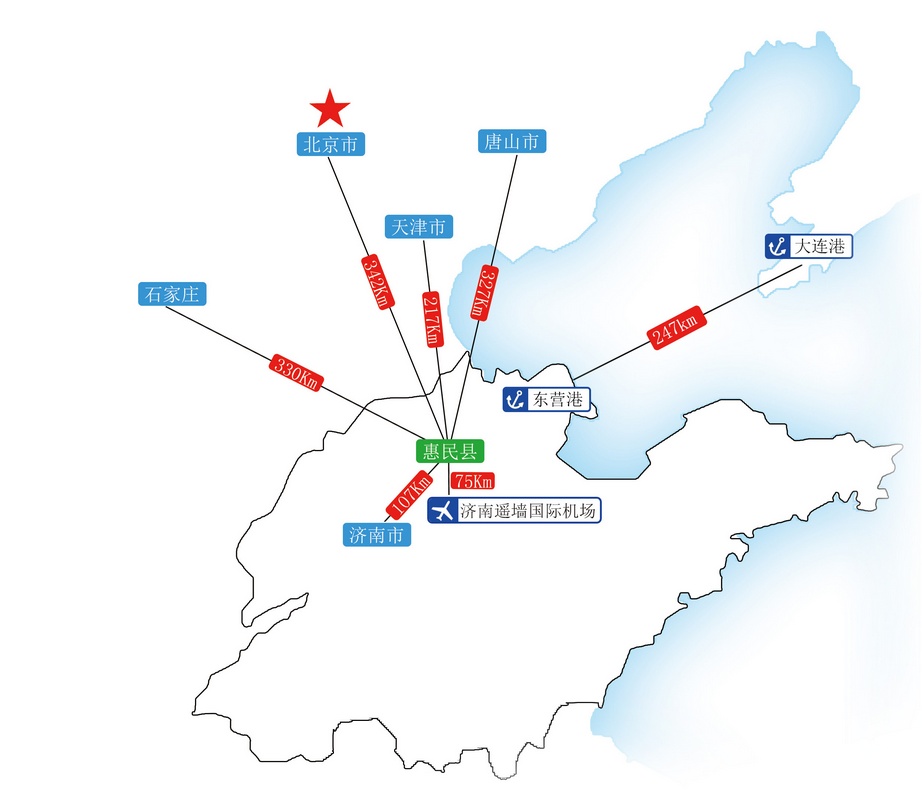 北京市
唐山市
天津市
大连港
石家庄
342Km
327Km
217Km
247km
330Km
东营港
惠民县
107Km
75Km
济南遥墙国际机场
济南市